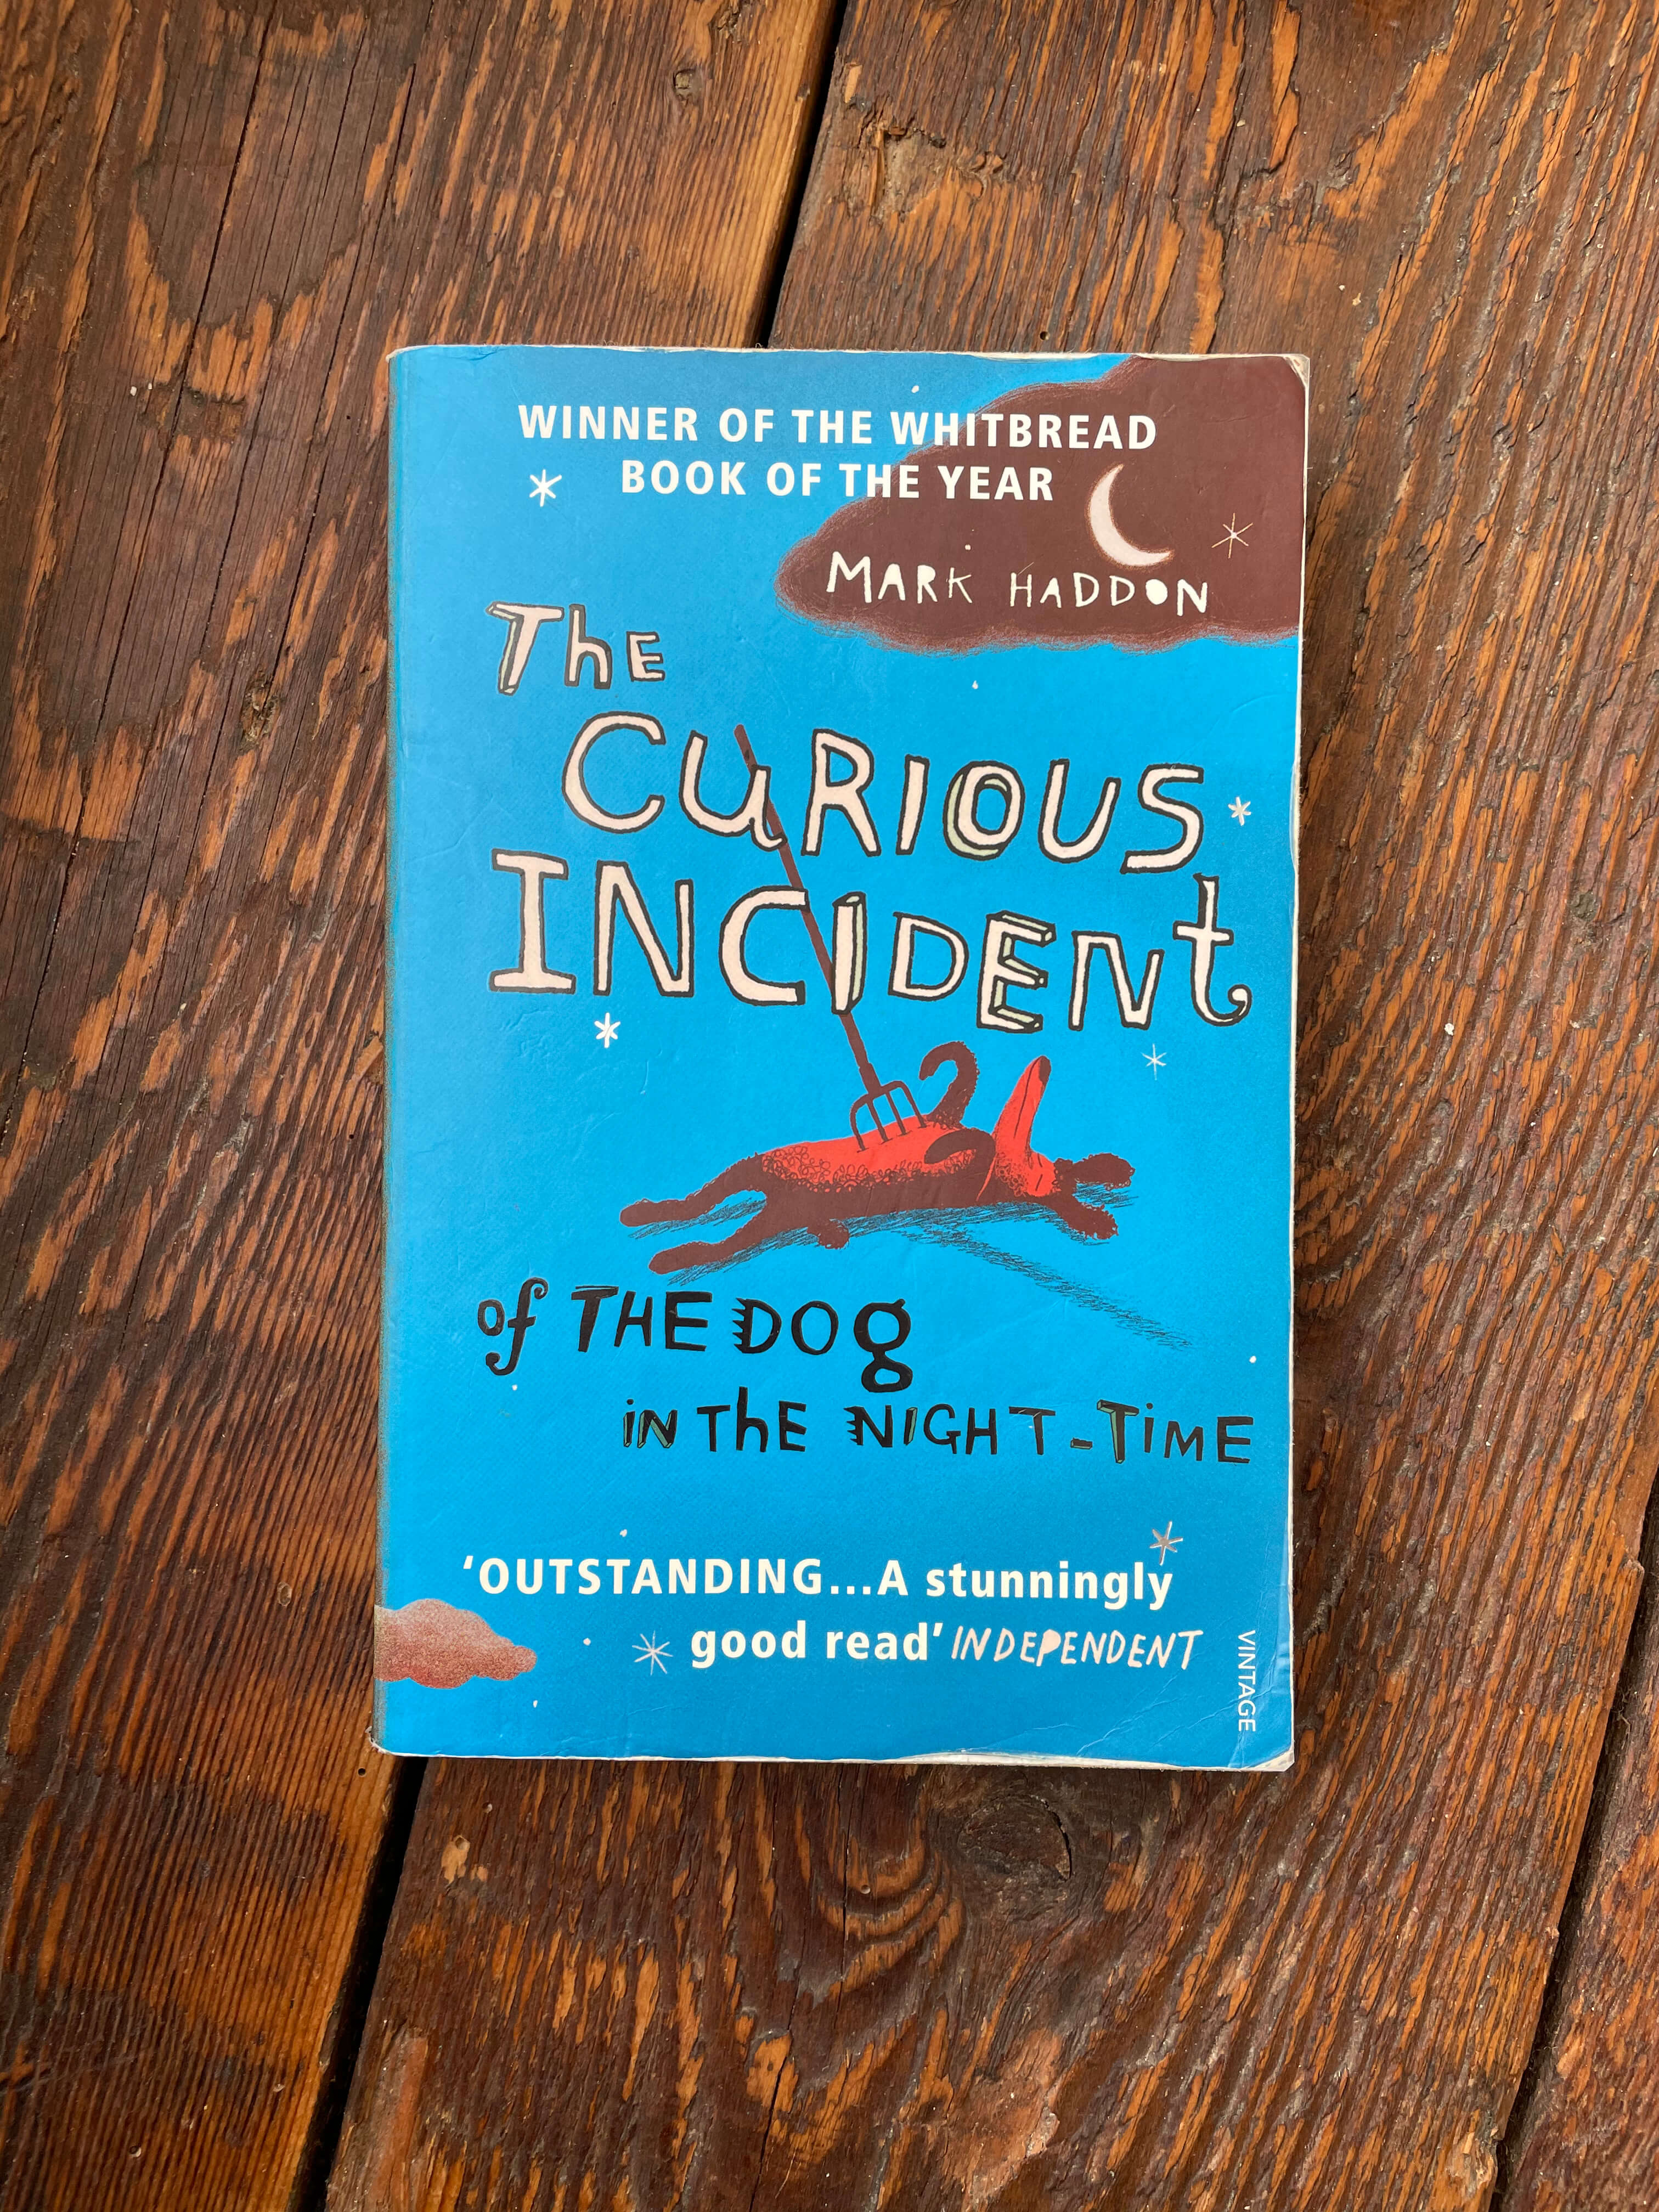 WINNER OF THE WHITBREAD
BOOK OF THE YEAR
MARK HADDON
The
CuRIOUS
INCIDENt
of THE DOg
iN ThE NIGHT-TiME
‘OUTSTANDING...A stunningly
good read’ INDEPENDENT
VINTAGE